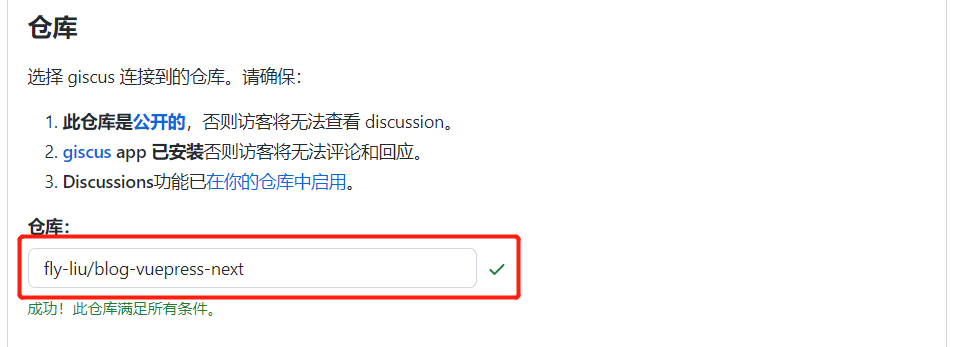 仓库
选择 giscus 连接到的仓库。请确保：
1. 此仓库是公开的，否则访客将无法查看 discussion。
2. giscus app 已安装否则访客将无法评论和回应。
3. Discussions功能已在你的仓库中启用。
仓库：
fly-liu/blog-vuepress-next
成功！此仓库满足所有条件。